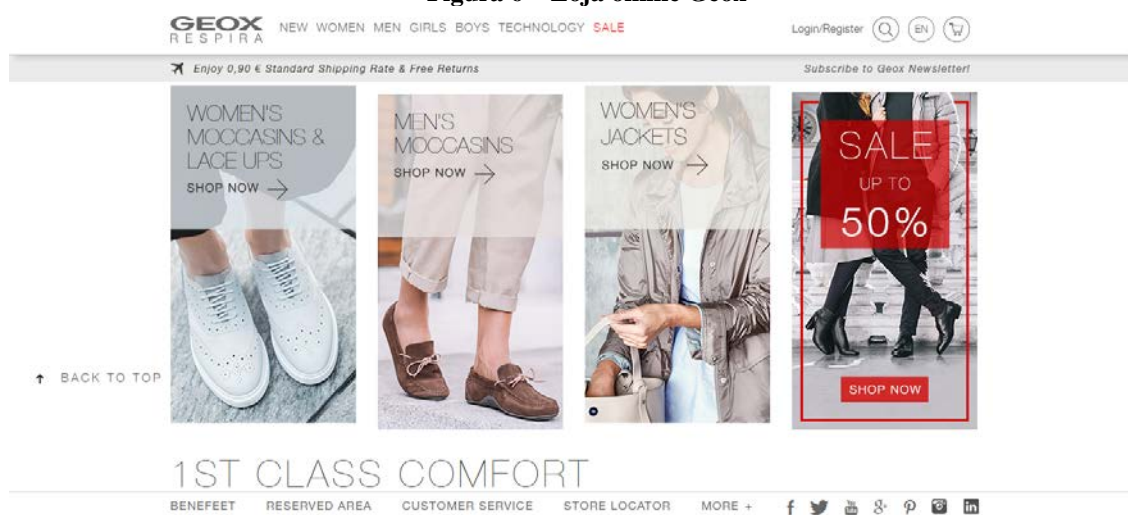 GEOX
RESPIRA
NEW WOMEN MEN GIRLS BOYS TECHNOLOGY SALE
Login/Register
EN
Enjoy 0,90 € Standard Shipping Rate & Free Returns
Subscribe to Geox Newsletter!
WOMEN'S
MOCCASINS &
LACE UPS
SHOP NOW
MEN'S
MOCCASINS
SHOP NOW
WOMEN'S
JACKETS
SHOP NOW
SALE
UP TO
50%
SHOP NOW
BACK TO TOP
1ST CLASS COMFORT
BENEFEET RESERVED AREA CUSTOMER SERVICE STORE LOCATOR MORE +